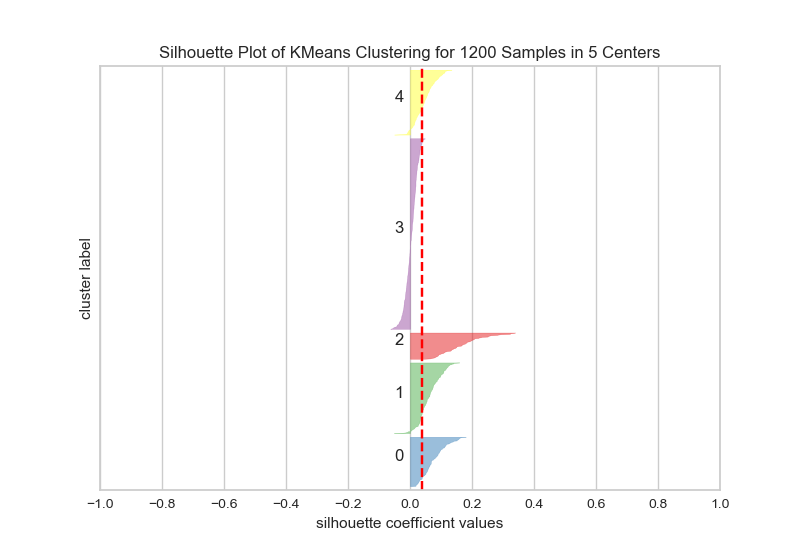 Silhouette Plot of KMeans Clustering for 1200 Samples in 5 Centers
4
3
2
1
0
cluster label
−1.0 −0.8 −0.6 −0.4 −0.2 0.0 0.2 0.4 0.6 0.8 1.0
silhouette coefficient values